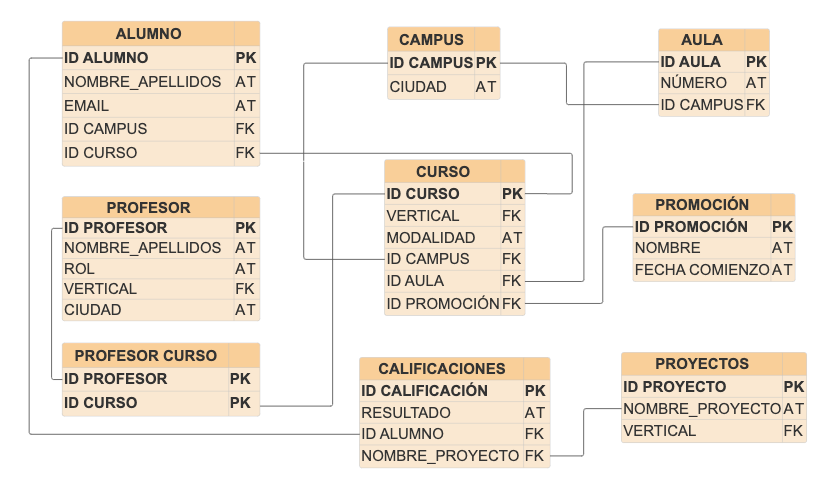 ALUMNO
ID ALUMNO PK
NOMBRE_APELLIDOS AT
EMAIL AT
ID CAMPUS FK
ID CURSO FK
CAMPUS
ID CAMPUS PK
CIUDAD AT
AULA
ID AULA PK
NÚMERO AT
ID CAMPUS FK
CURSO
ID CURSO PK
VERTICAL FK
MODALIDAD AT
ID CAMPUS FK
ID AULA FK
ID PROMOCIÓN FK
PROFESOR
ID PROFESOR PK
NOMBRE_APELLIDOS AT
ROL AT
VERTICAL FK
CIUDAD AT
PROMOCIÓN
ID PROMOCIÓN PK
NOMBRE AT
FECHA COMIENZO AT
PROFESOR CURSO
ID PROFESOR PK
ID CURSO PK
CALIFICACIONES
ID CALIFICACIÓN PK
RESULTADO AT
ID ALUMNO FK
NOMBRE_PROYECTO FK
PROYECTOS
ID PROYECTO PK
NOMBRE_PROYECTO AT
VERTICAL FK